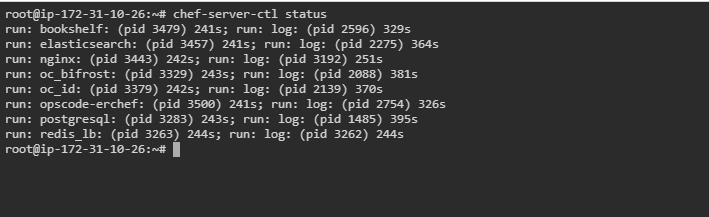 root@ip-172-31-10-26:~# chef-server-ctl status
run: bookshelf: (pid 3479) 241s; run: log: (pid 2596) 329s
run: elasticsearch: (pid 3457) 241s; run: log: (pid 2275) 364s
run: nginx: (pid 3443) 242s; run: log: (pid 3192) 251s
run: oc_bifrost: (pid 3329) 243s; run: log: (pid 2088) 381s
run: oc_id: (pid 3379) 242s; run: log: (pid 2139) 370s
run: opscode-erchef: (pid 3500) 241s; run: log: (pid 2754) 326s
run: postgresql: (pid 3283) 243s; run: log: (pid 1485) 395s
run: redis_lb: (pid 3263) 244s; run: log: (pid 3262) 244s
root@ip-172-31-10-26:~#